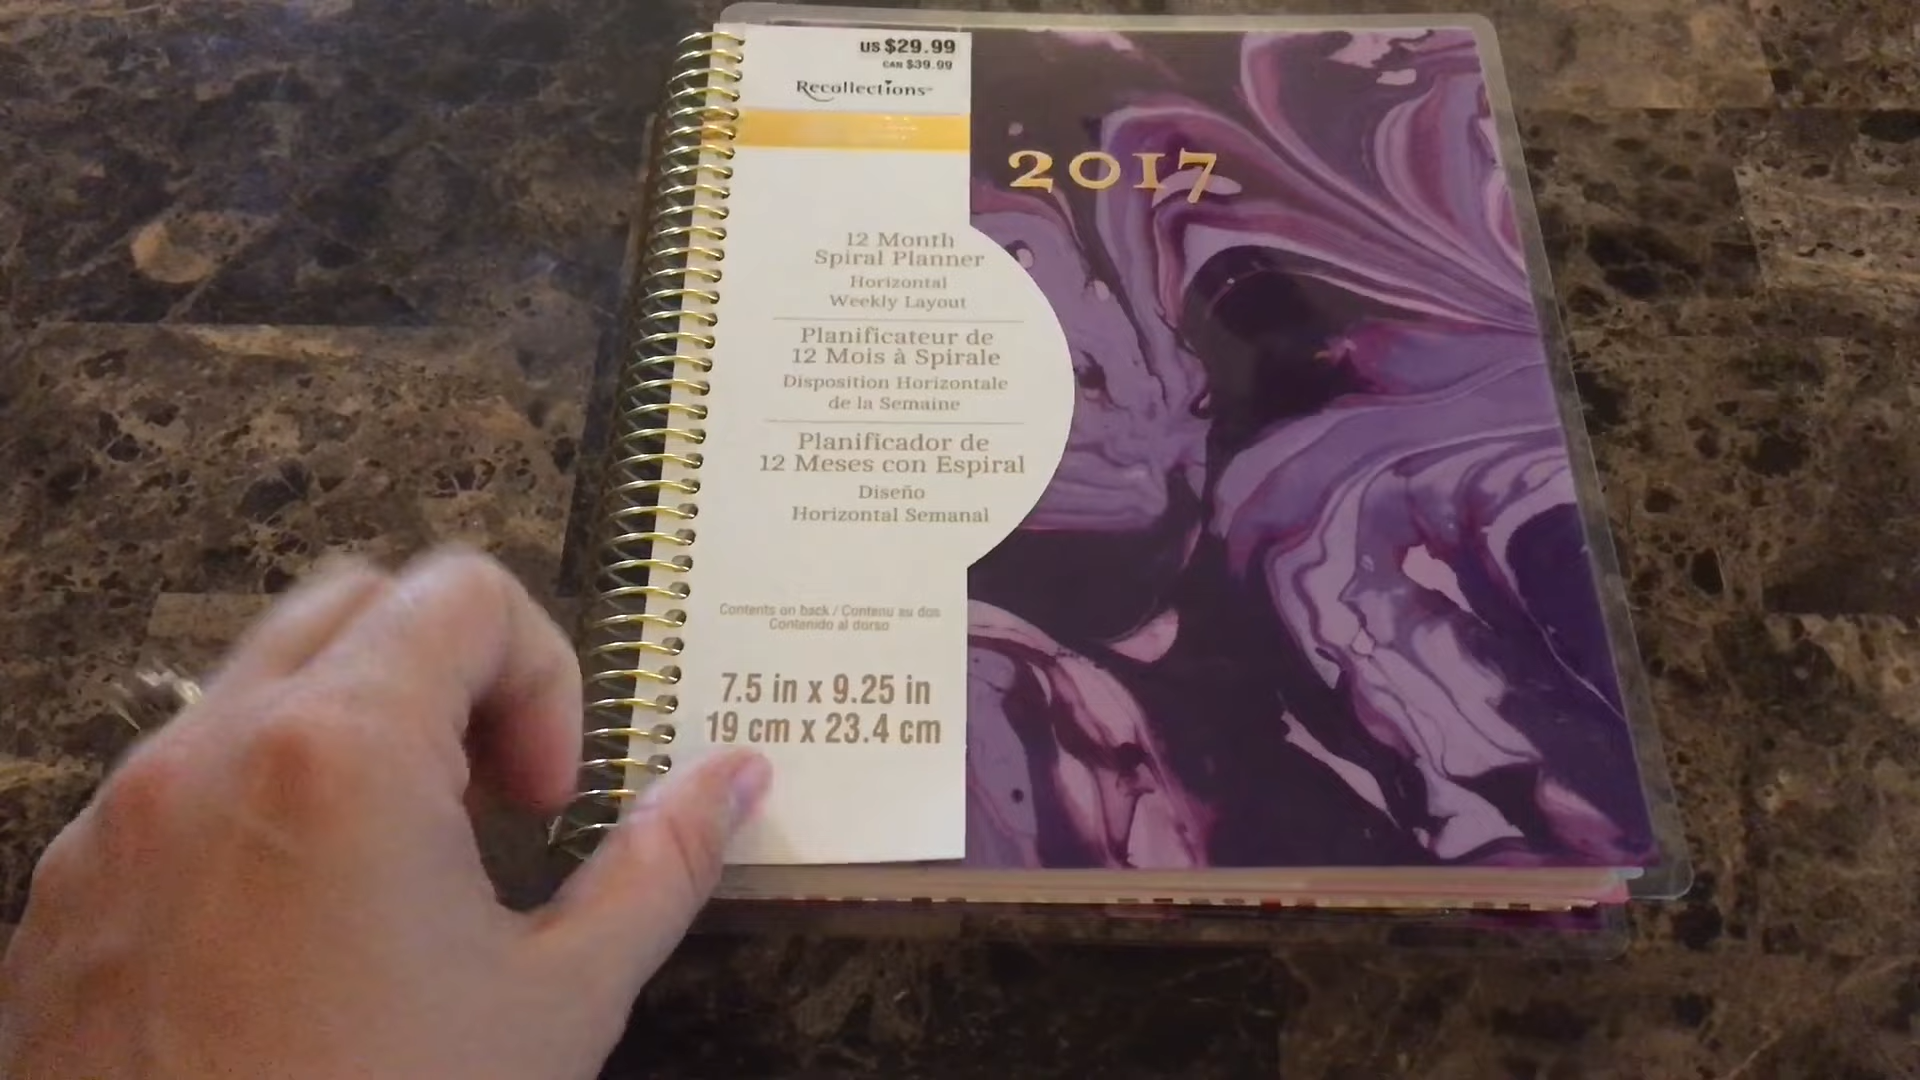 US $29.99
CAN $39.99
Recollections™
2017
12 Month
Spiral Planner
Horizontal
Weekly Layout
Planificateur de
12 Mois à Spirale
Disposition Horizontale
de la Semaine
Planificador de
12 Meses con Espiral
Diseño
Horizontal Semanal
Contents on back / Contenu au dos
Contenido al dorso
7.5 in x 9.25 in
19 cm x 23.4 cm